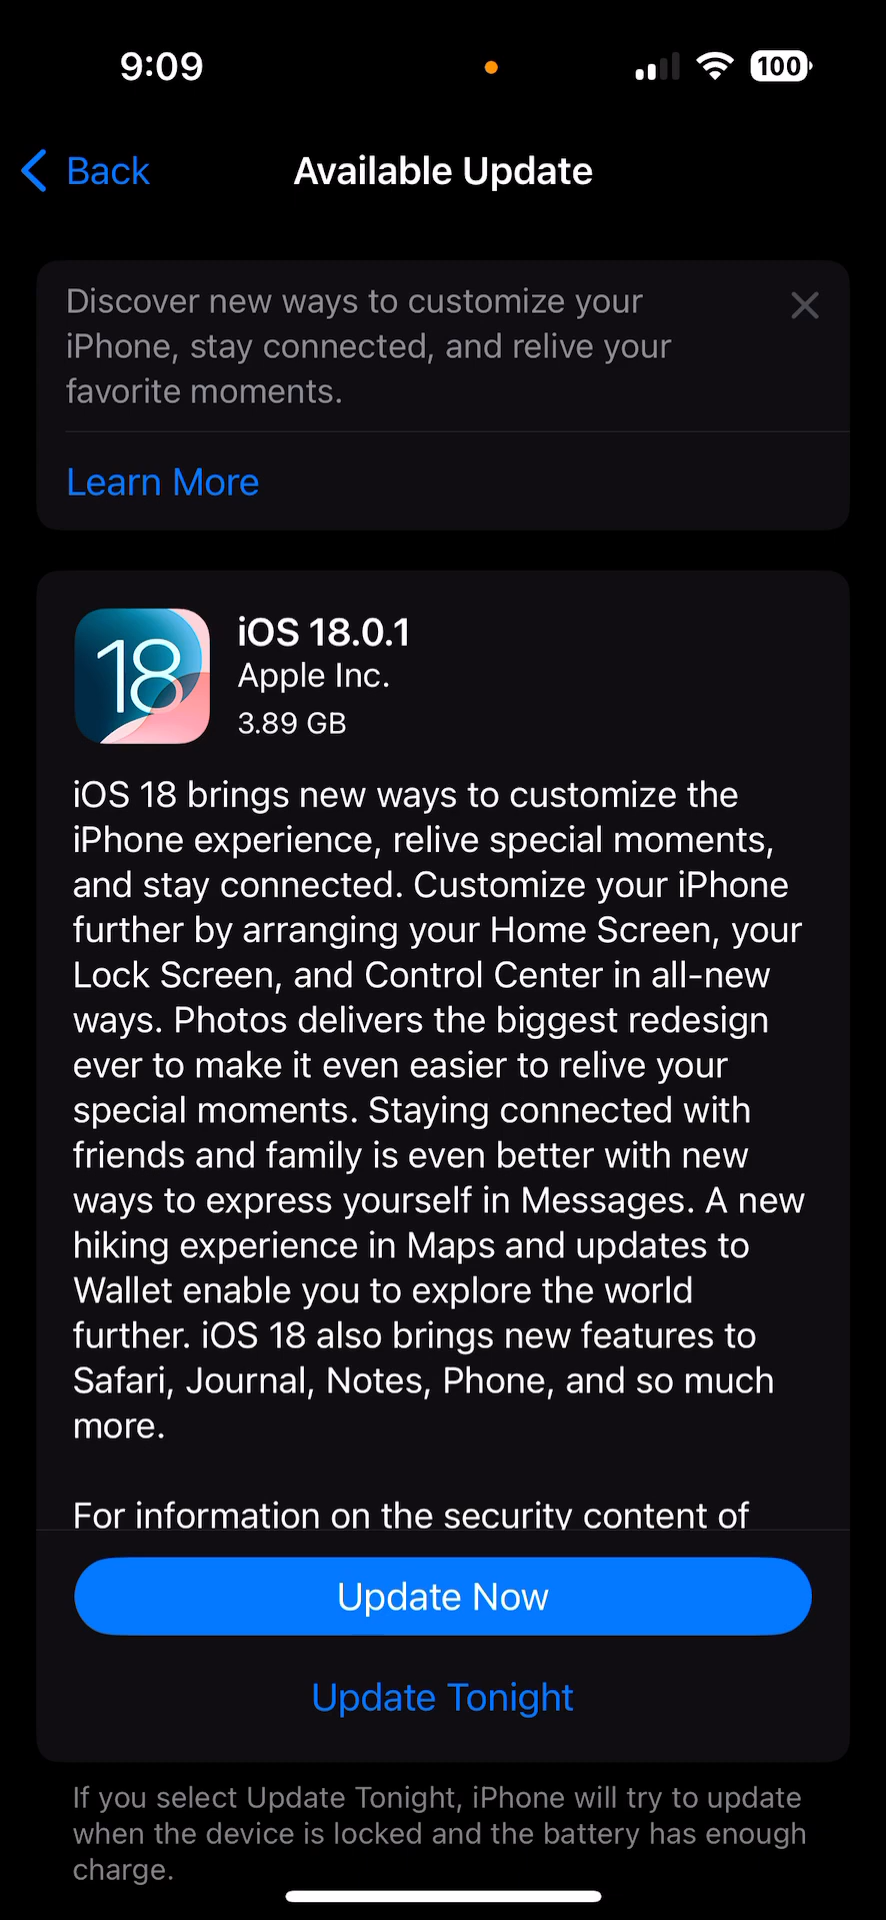 9:09
100
Back
Available Update
Discover new ways to customize your
iPhone, stay connected, and relive your
favorite moments.
Learn More
18
iOS 18.0.1
Apple Inc.
3.89 GB
iOS 18 brings new ways to customize the
iPhone experience, relive special moments,
and stay connected. Customize your iPhone
further by arranging your Home Screen, your
Lock Screen, and Control Center in all-new
ways. Photos delivers the biggest redesign
ever to make it even easier to relive your
special moments. Staying connected with
friends and family is even better with new
ways to express yourself in Messages. A new
hiking experience in Maps and updates to
Wallet enable you to explore the world
further. iOS 18 also brings new features to
Safari, Journal, Notes, Phone, and so much
more.
For information on the security content of
Update Now
Update Tonight
If you select Update Tonight, iPhone will try to update
when the device is locked and the battery has enough
charge.